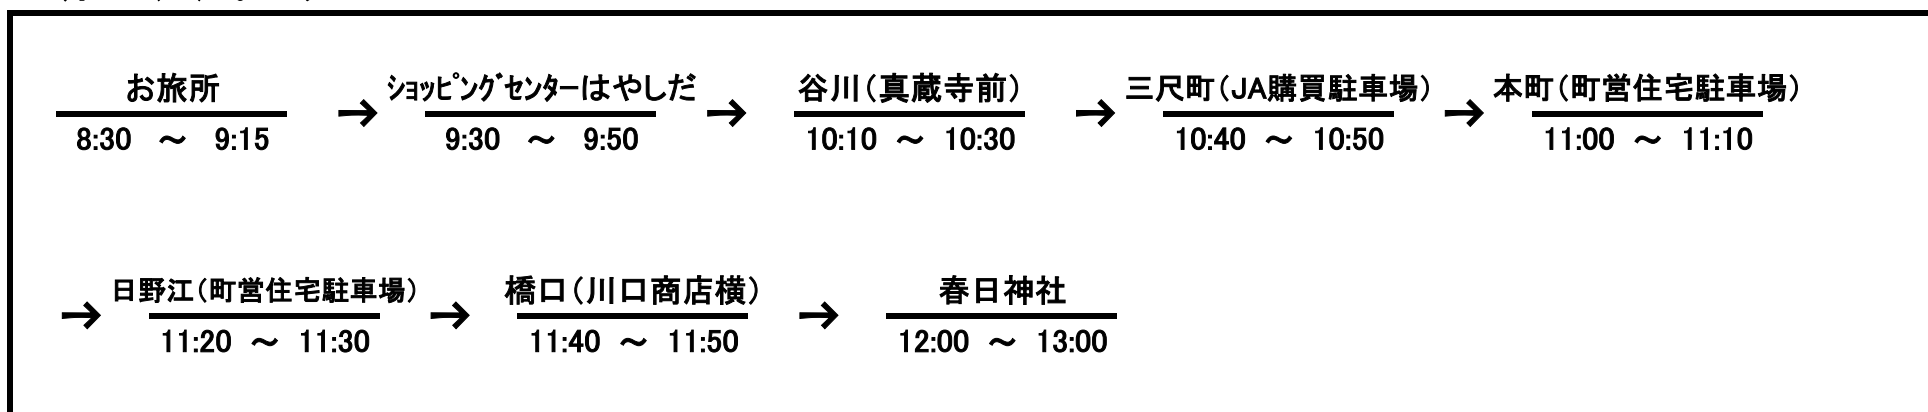 お旅所 → ｼｮｯﾋﾟﾝｸﾞｾﾝﾀｰはやしだ → 谷川（真蔵寺前） → 三尺町（JA購買駐車場） → 本町（町営住宅駐車場）
8:30 ～ 9:15 9:30 ～ 9:50 10:10 ～ 10:30 10:40 ～ 10:50 11:00 ～ 11:10
→ 日野江（町営住宅駐車場） → 橋口（川口商店横） → 春日神社
11:20 ～ 11:30 11:40 ～ 11:50 12:00 ～ 13:00